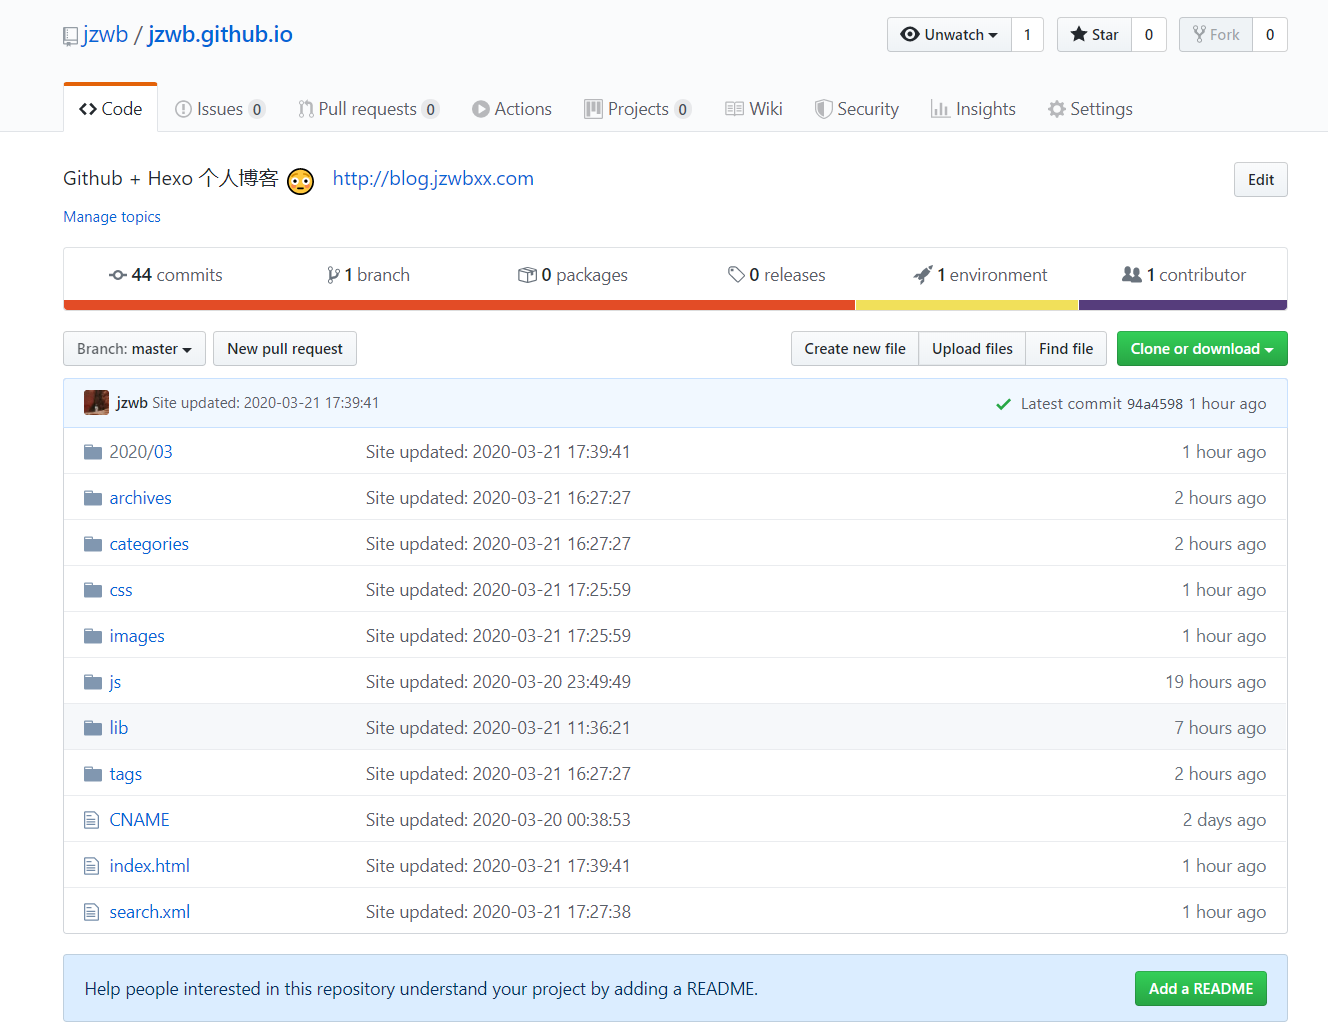 jzwb / jzwb.github.io
Unwatch 1 Star 0 Fork 0
Code Issues 0 Pull requests 0 Actions Projects 0 Wiki Security Insights Settings
Github + Hexo 个人博客 😳 http://blog.jzwbxx.com Edit
Manage topics
44 commits 1 branch 0 packages 0 releases 1 environment 1 contributor
Branch: master New pull request Create new file Upload files Find file Clone or download
jzwb Site updated: 2020-03-21 17:39:41 Latest commit 94a4598 1 hour ago
2020/03 Site updated: 2020-03-21 17:39:41 1 hour ago
archives Site updated: 2020-03-21 16:27:27 2 hours ago
categories Site updated: 2020-03-21 16:27:27 2 hours ago
css Site updated: 2020-03-21 17:25:59 1 hour ago
images Site updated: 2020-03-21 17:25:59 1 hour ago
js Site updated: 2020-03-20 23:49:49 19 hours ago
lib Site updated: 2020-03-21 11:36:21 7 hours ago
tags Site updated: 2020-03-21 16:27:27 2 hours ago
CNAME Site updated: 2020-03-20 00:38:53 2 days ago
index.html Site updated: 2020-03-21 17:39:41 1 hour ago
search.xml Site updated: 2020-03-21 17:27:38 1 hour ago
Help people interested in this repository understand your project by adding a README. Add a README